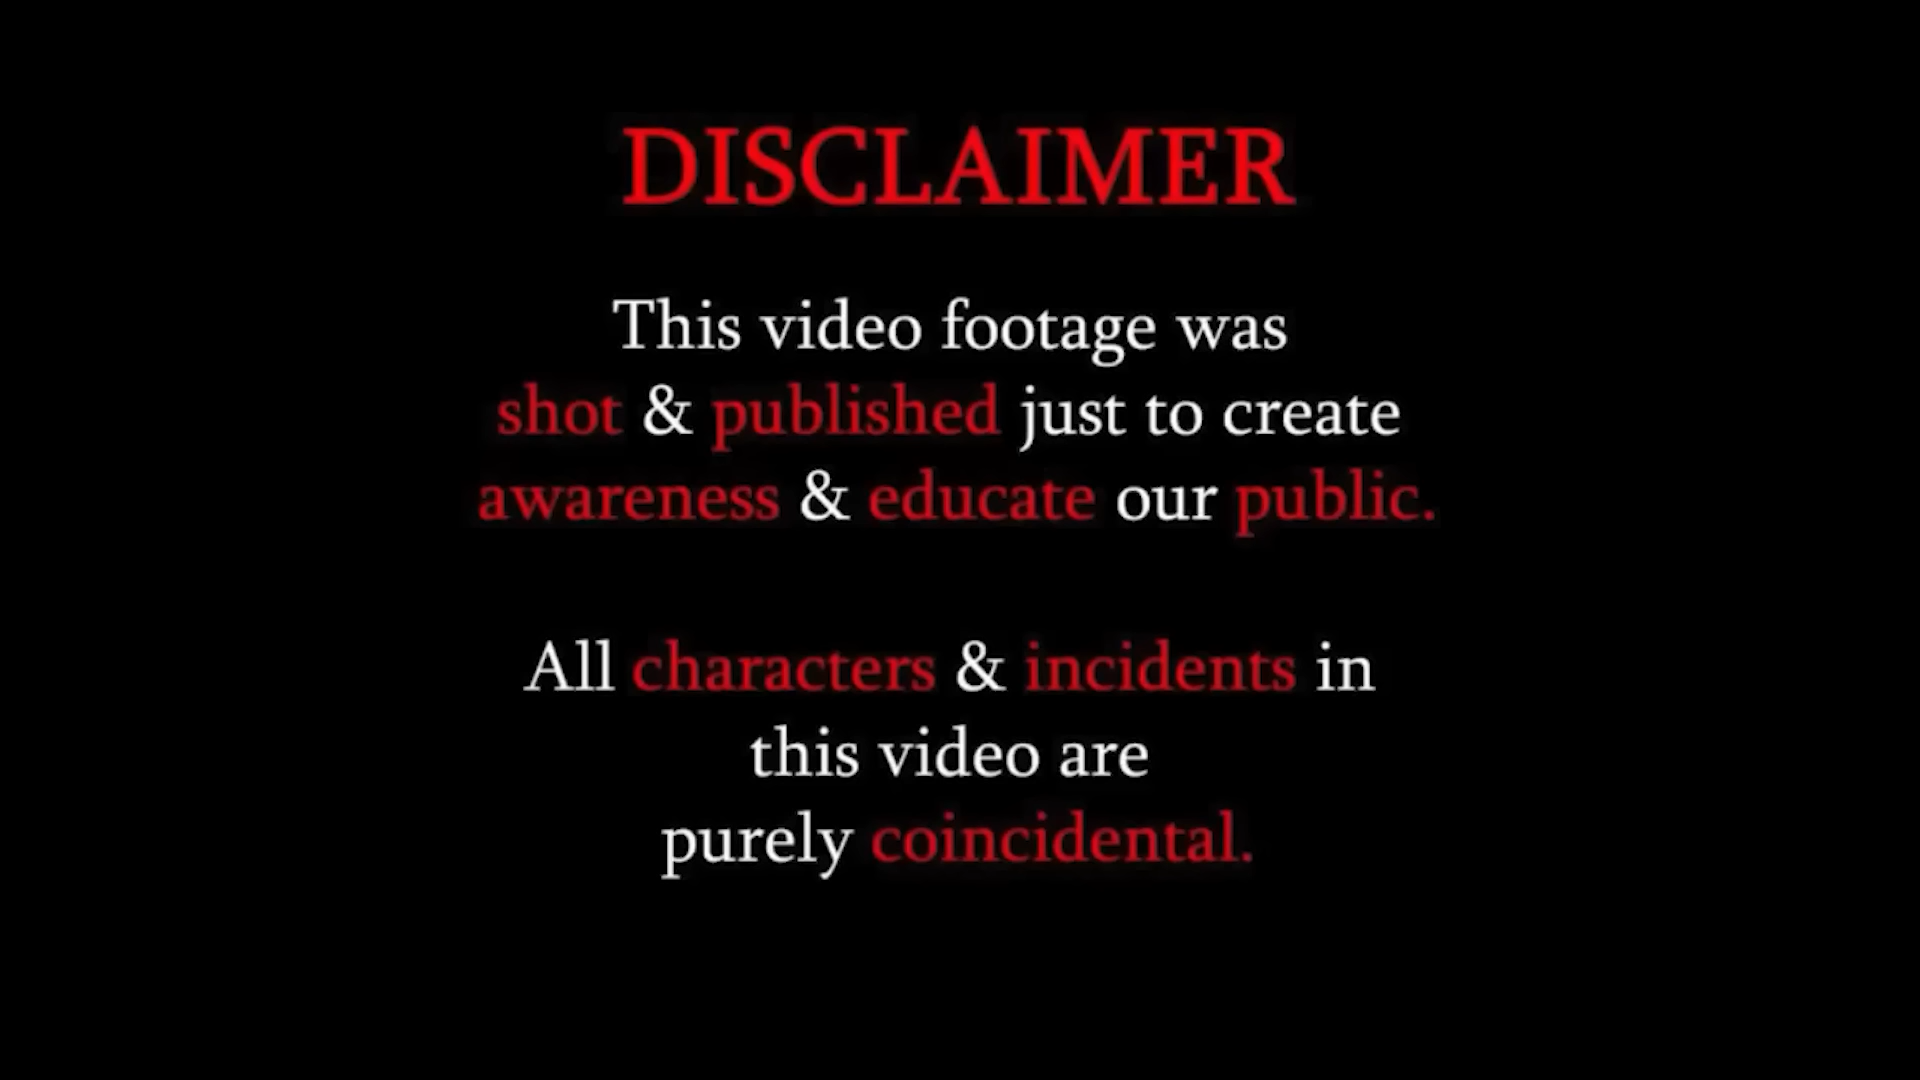 DISCLAIMER
This video footage was
shot & published just to create
awareness & educate our public.
All characters & incidents in
this video are
purely coincidental.